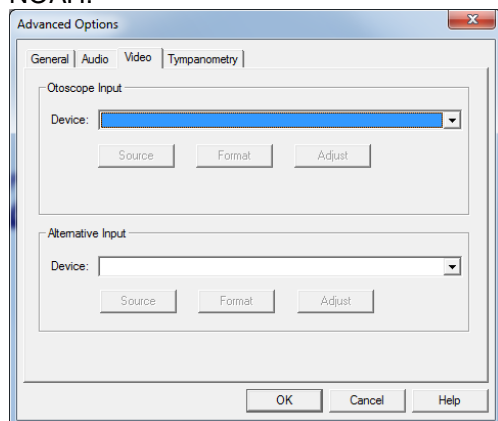 NOAH.
Advanced Options
General Audio Video Tympanometry
Otoscope Input
Device:
Source Format Adjust
Alternative Input
Device:
Source Format Adjust
OK Cancel Help